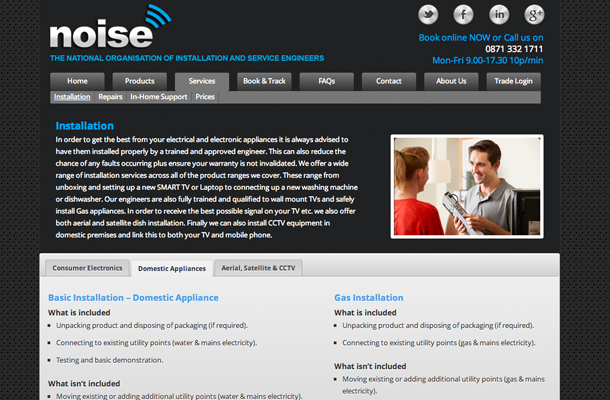 noise
THE NATIONAL ORGANISATION OF INSTALLATION AND SERVICE ENGINEERS
Book online NOW or Call us on
0871 332 1711
Mon-Fri 9.00-17.30 10p/min
Home Products Services Book & Track FAQs Contact About Us Trade Login
Installation Repairs In-Home Support Prices
Installation
In order to get the best from your electrical and electronic appliances it is always advised to
have them installed properly by a trained and approved engineer. This can also reduce the
chance of any faults occurring plus ensure your warranty is not invalidated. We offer a wide
range of installation services across all of the product ranges we cover. These range from
unboxing and setting up a new SMART TV or Laptop to connecting up a new washing machine
or dishwasher. Our engineers are also fully trained and qualified to wall mount TVs and safely
install Gas appliances. In order to receive the best possible signal on your TV etc. we also offer
both aerial and satellite dish installation. Finally we can also install CCTV equipment in
domestic premises and link this to both your TV and mobile phone.
Consumer Electronics Domestic Appliances Aerial, Satellite & CCTV
Basic Installation – Domestic Appliance
What is included
Unpacking product and disposing of packaging (if required).
Connecting to existing utility points (water & mains electricity).
Testing and basic demonstration.
What isn't included
Moving existing or adding additional utility points (water & mains electricity).
Gas Installation
What is included
Unpacking product and disposing of packaging (if required).
Connecting to existing utility points (gas & mains electricity).
What isn't included
Moving existing or adding additional utility points (gas & mains
electricity).